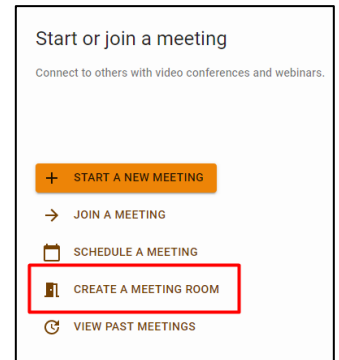 Start or join a meeting
Connect to others with video conferences and webinars.
START A NEW MEETING
JOIN A MEETING
SCHEDULE A MEETING
CREATE A MEETING ROOM
VIEW PAST MEETINGS